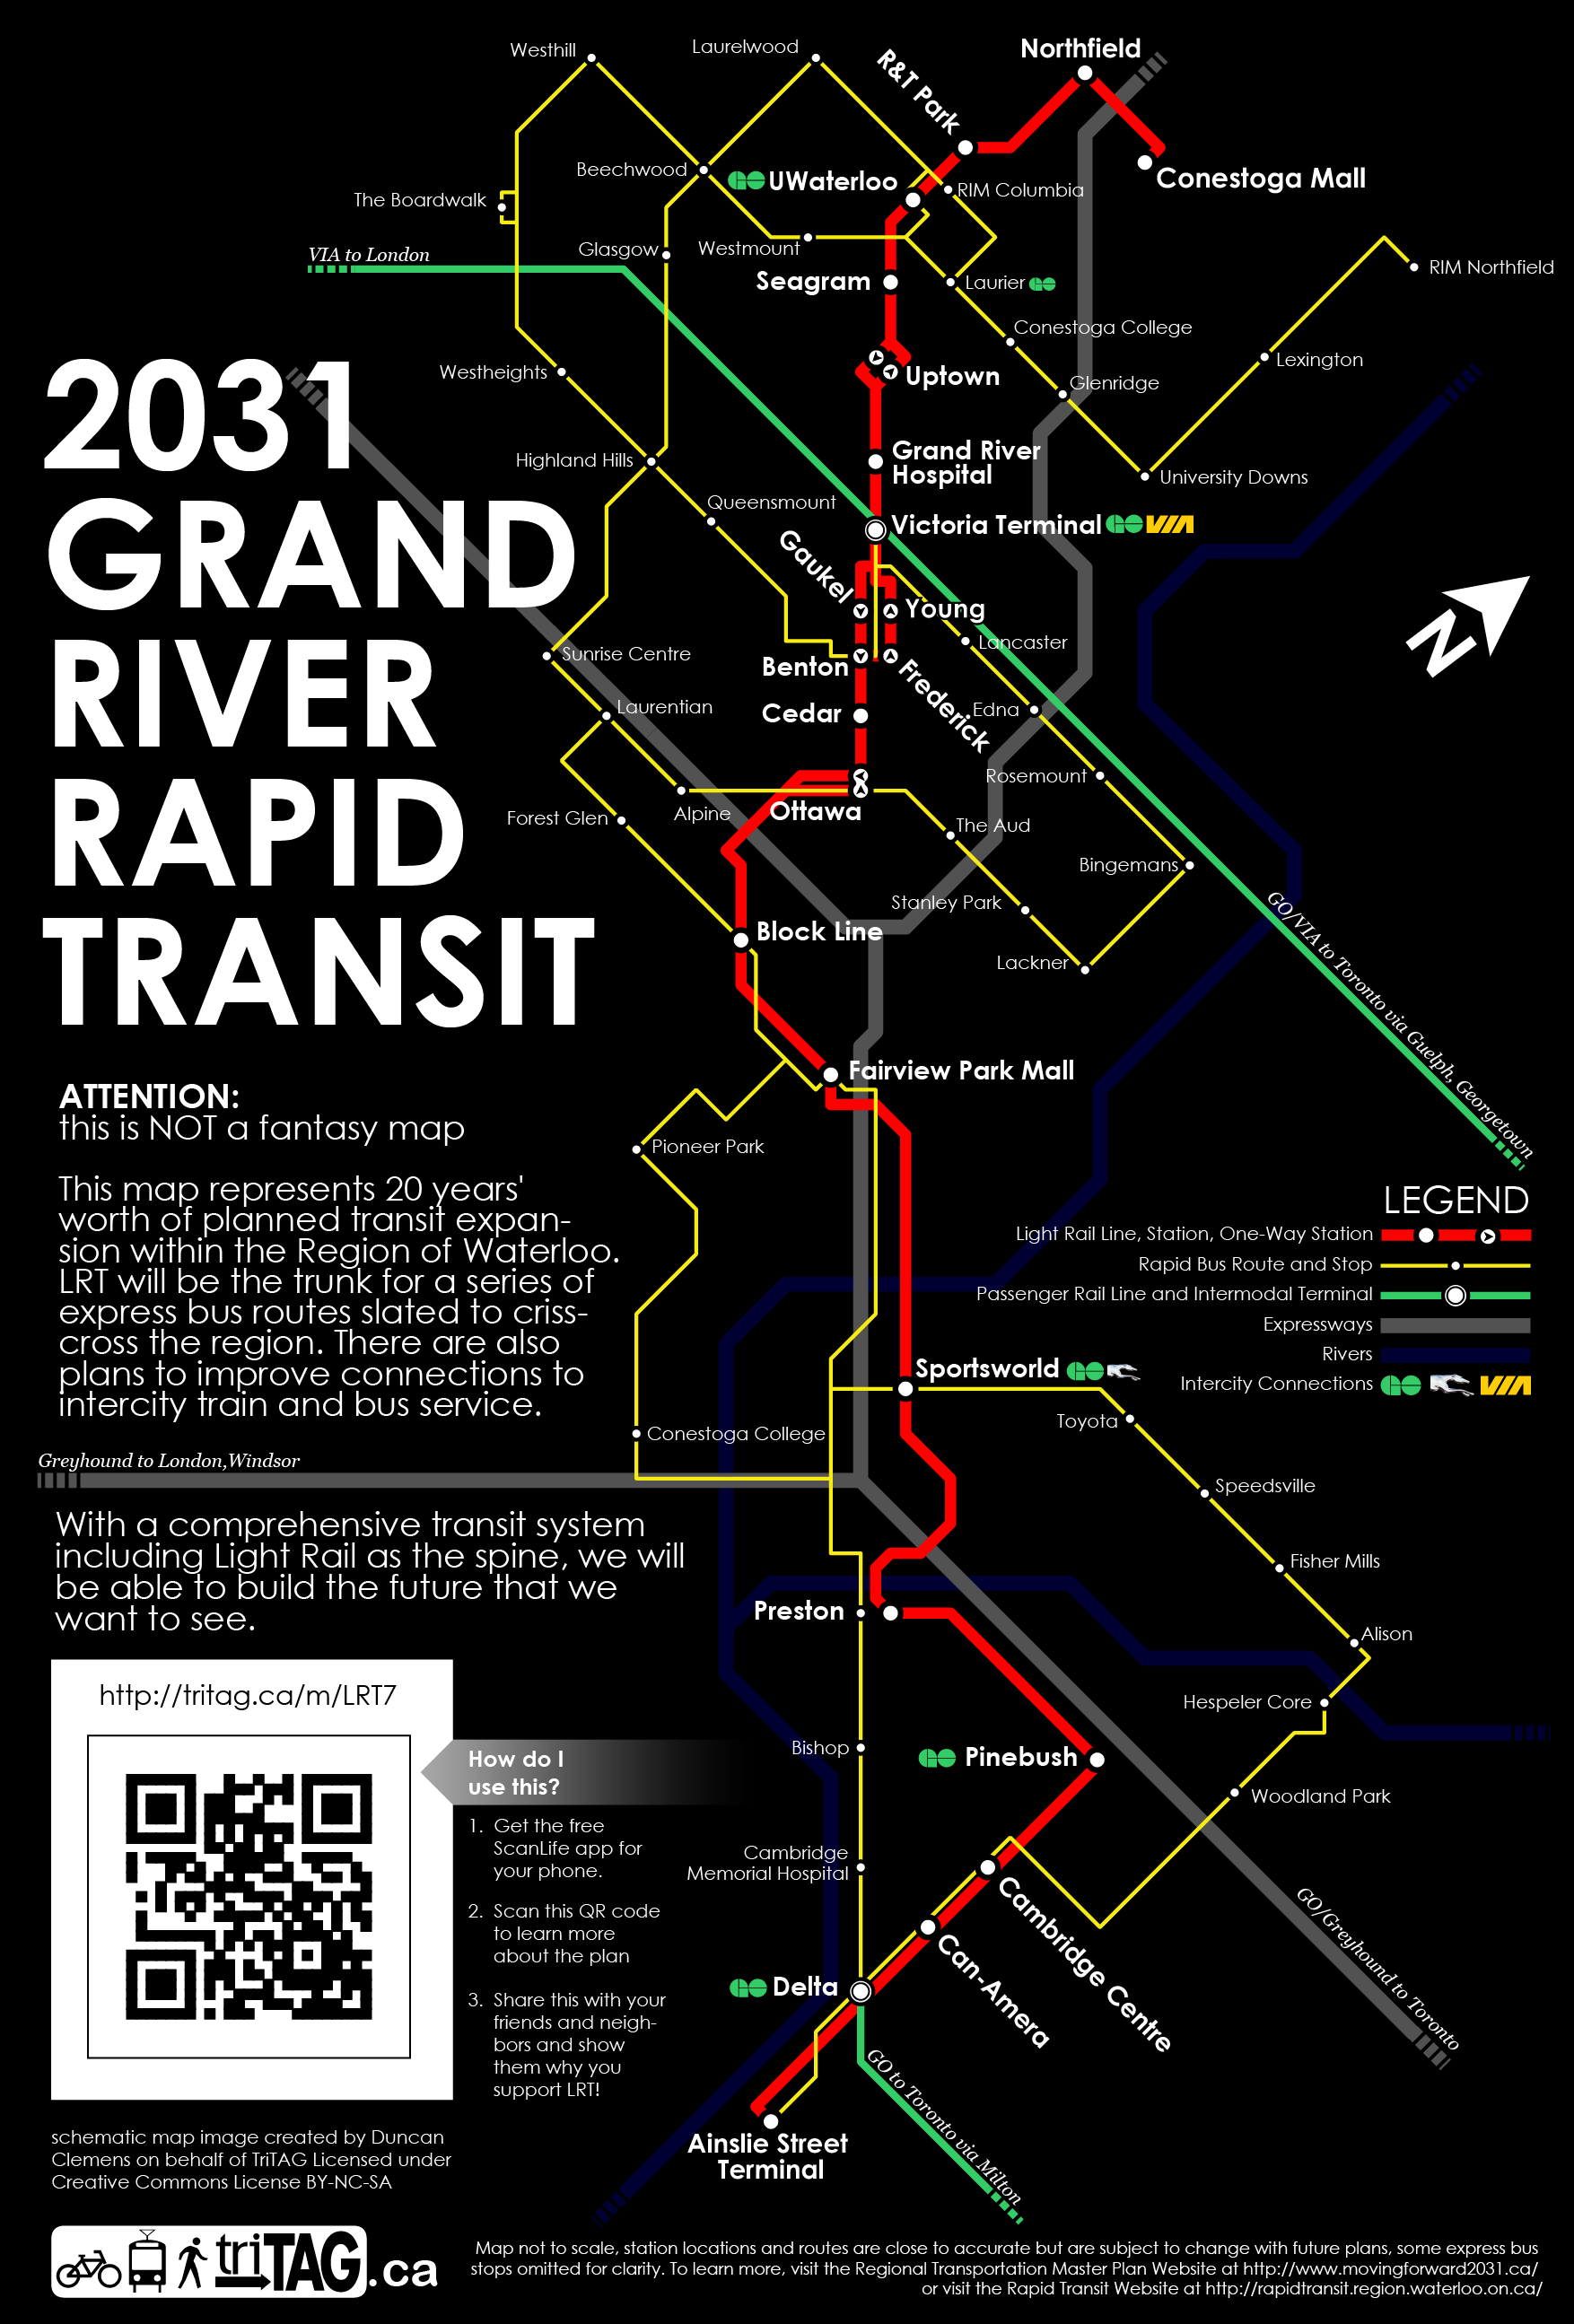 Westhill
Laurelwood
Northfield
R&T Park
Beechwood
UWaterloo
RIM Columbia
Conestoga Mall
The Boardwalk
VIA to London
Glasgow
Westmount
Seagram
Laurier
RIM Northfield
Conestoga College
Westheights
Uptown
Glenridge
Lexington
2031
GRAND
RIVER
RAPID
TRANSIT
Highland Hills
Grand River
Hospital
University Downs
Queensmount
Victoria Terminal
VIA
Gaukel
Young
N
Sunrise Centre
Benton
Frederick
Lancaster
Laurentian
Cedar
Edna
Rosemount
Forest Glen
Alpine
Ottawa
The Aud
Bingemans
Stanley Park
Block Line
Lackner
GO/VIA to Toronto via Guelph, Georgetown
Fairview Park Mall
ATTENTION:
this is NOT a fantasy map
Pioneer Park
This map represents 20 years'
worth of planned transit expan-
sion within the Region of Waterloo.
LRT will be the trunk for a series of
express bus routes slated to criss-
cross the region. There are also
plans to improve connections to
intercity train and bus service.
LEGEND
Light Rail Line, Station, One-Way Station
Rapid Bus Route and Stop
Passenger Rail Line and Intermodal Terminal
Expressways
Rivers
Intercity Connections
GO
VIA
Sportsworld
Toyota
Conestoga College
Greyhound to London,Windsor
Speedsville
With a comprehensive transit system
including Light Rail as the spine, we will
be able to build the future that we
want to see.
Fisher Mills
Preston
Alison
Hespeler Core
http://tritag.ca/m/LRT7
How do I
use this?
Bishop
Pinebush
Woodland Park
1. Get the free
ScanLife app for
your phone.
2. Scan this QR code
to learn more
about the plan
3. Share this with your
friends and neigh-
bors and show
them why you
support LRT!
Cambridge
Memorial Hospital
Cambridge Centre
Can-Amera
Delta
GO/Greyhound to Toronto
GO to Toronto via Milton
Ainslie Street
Terminal
schematic map image created by Duncan
Clemens on behalf of TriTAG Licensed under
Creative Commons License BY-NC-SA
triTAG.ca
Map not to scale, station locations and routes are close to accurate but are subject to change with future plans, some express bus
stops omitted for clarity. To learn more, visit the Regional Transportation Master Plan Website at http://www.movingforward2031.ca/
or visit the Rapid Transit Website at http://rapidtransit.region.waterloo.on.ca/